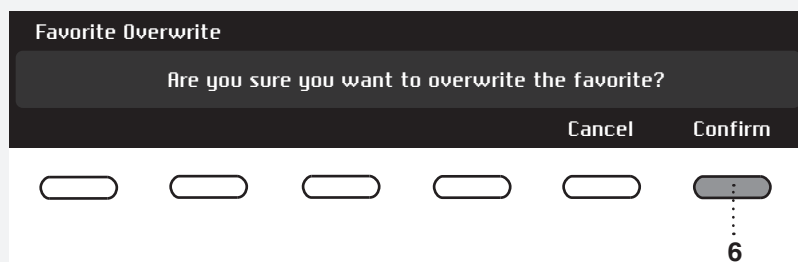 Favorite Overwrite
Are you sure you want to overwrite the favorite?
Cancel Confirm
6